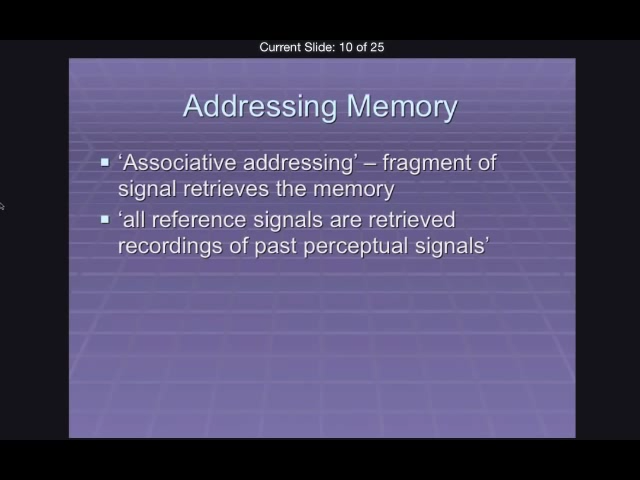 Current Slide: 10 of 25
Addressing Memory
‘Associative addressing’ – fragment of
signal retrieves the memory
‘all reference signals are retrieved
recordings of past perceptual signals’